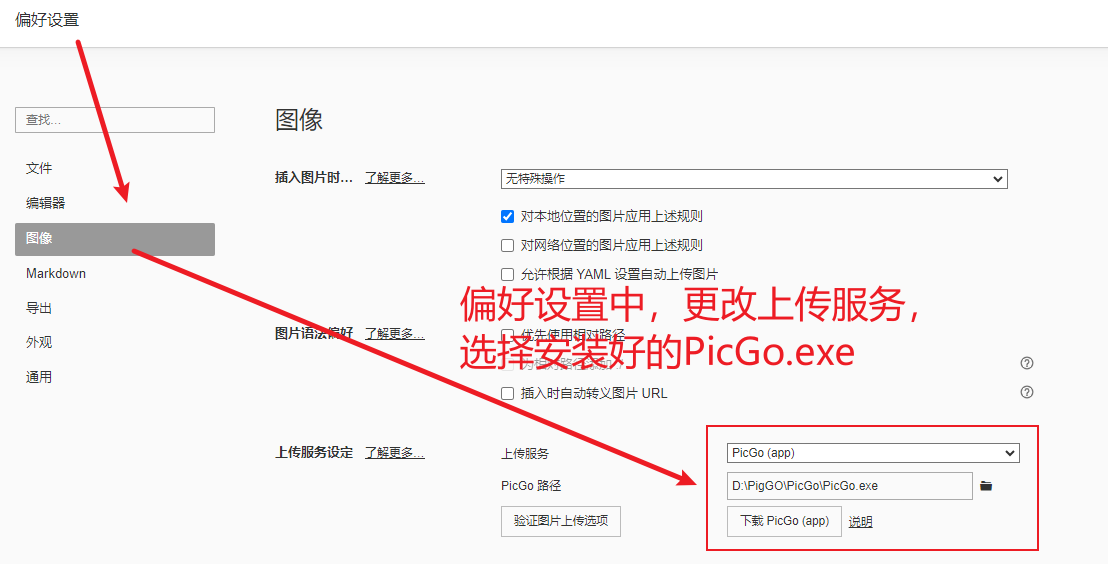 偏好设置
查找...
文件
编辑器
图像
Markdown
导出
外观
通用
图像
插入图片时... 了解更多...
无特殊操作
对本地位置的图片应用上述规则
对网络位置的图片应用上述规则
允许根据 YAML 设置自动上传图片
偏好设置中，更改上传服务，
选择安装好的PicGo.exe
图片语法偏好 了解更多...
优先使用相对路径
插入时自动转义图片 URL
上传服务设定 了解更多...
上传服务 PicGo (app)
PicGo 路径 D:\PigGO\PicGo\PicGo.exe
验证图片上传选项 下载 PicGo (app) 说明